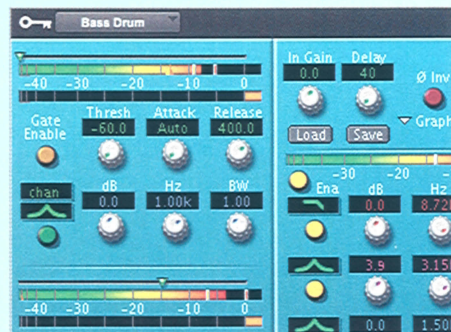 Bass Drum
-40 -30 -20 -10 0
Gate Enable
Thresh Attack Release
-60.0 Auto 400.0
chan
dB Hz BW
0.0 1.00k 1.00
-40 -30 -20 -10 0
In Gain Delay
0.0 40
Ø Inv
Load Save
Graph
-30 -20
Ena dB Hz
0.0 8.72
3.9 3.15
0.0 1.50